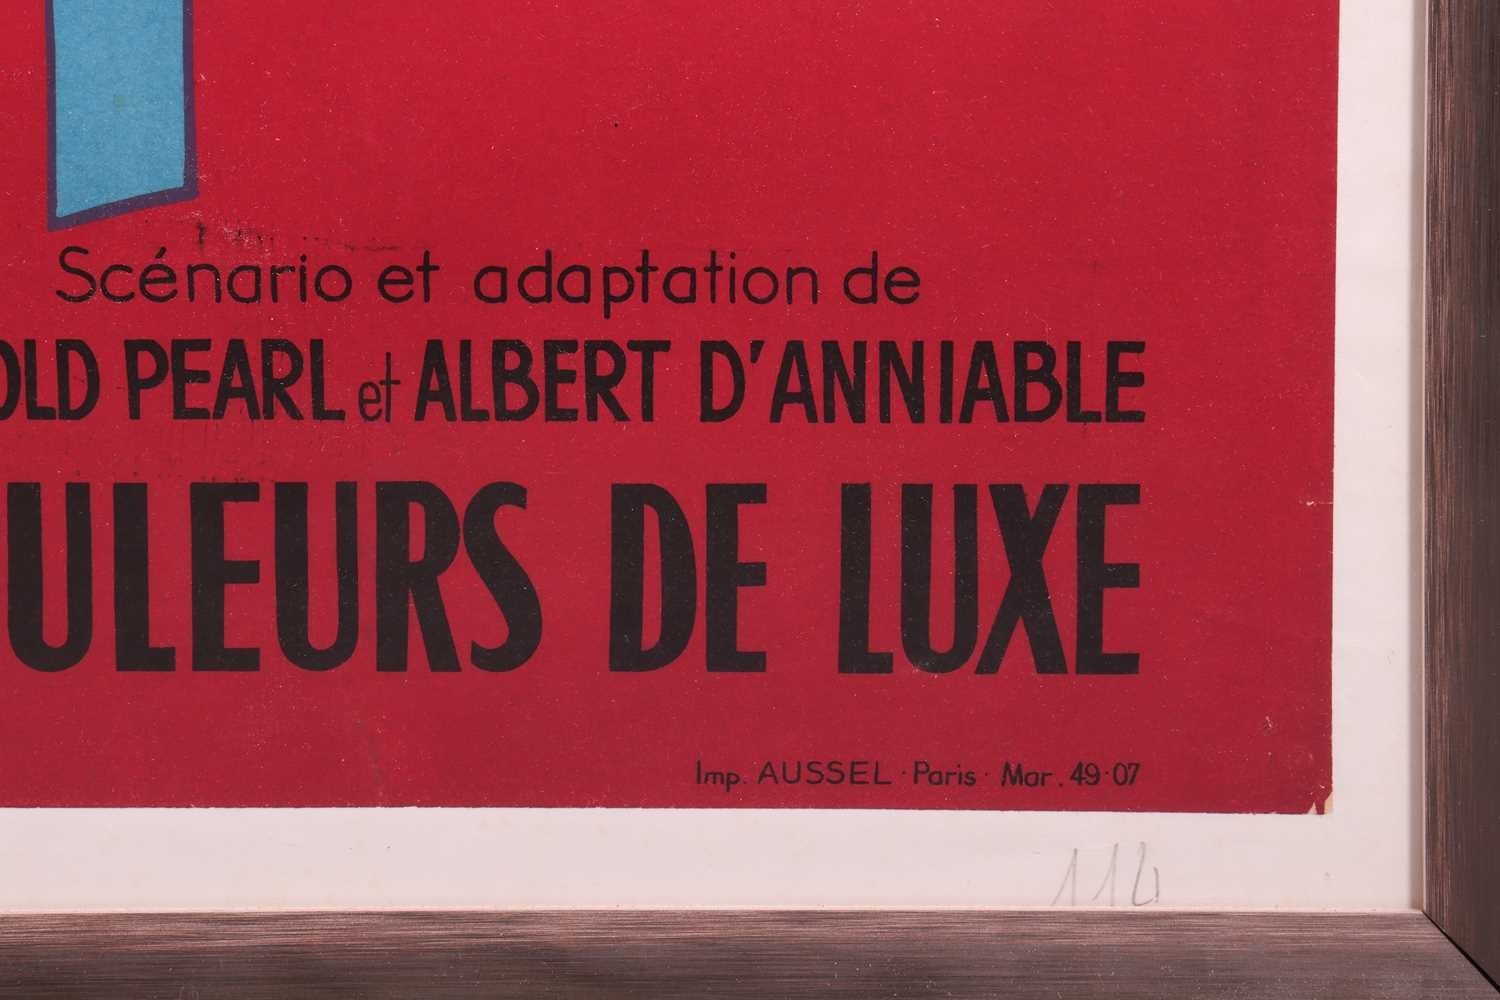 Scénario et adaptation de
OLD PEARL et ALBERT D'ANNIABLE
ULEURS DE LUXE
Imp. AUSSEL · Paris · Mar. 49·07
114